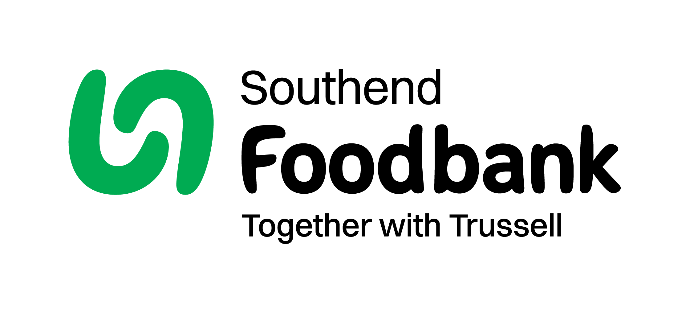 Southend
Foodbank
Together with Trussell